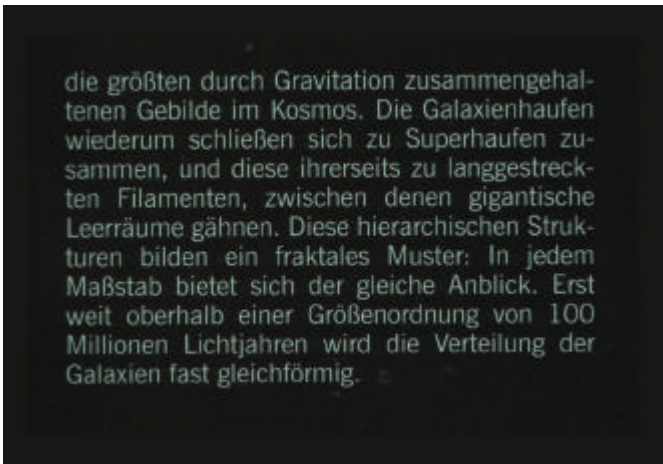 die größten durch Gravitation zusammengehal-
tenen Gebilde im Kosmos. Die Galaxienhaufen
wiederum schließen sich zu Superhaufen zu-
sammen, und diese ihrerseits zu langgestreck-
ten Filamenten, zwischen denen gigantische
Leerräume gähnen. Diese hierarchischen Struk-
turen bilden ein fraktales Muster: In jedem
Maßstab bietet sich der gleiche Anblick. Erst
weit oberhalb einer Größenordnung von 100
Millionen Lichtjahren wird die Verteilung der
Galaxien fast gleichförmig.